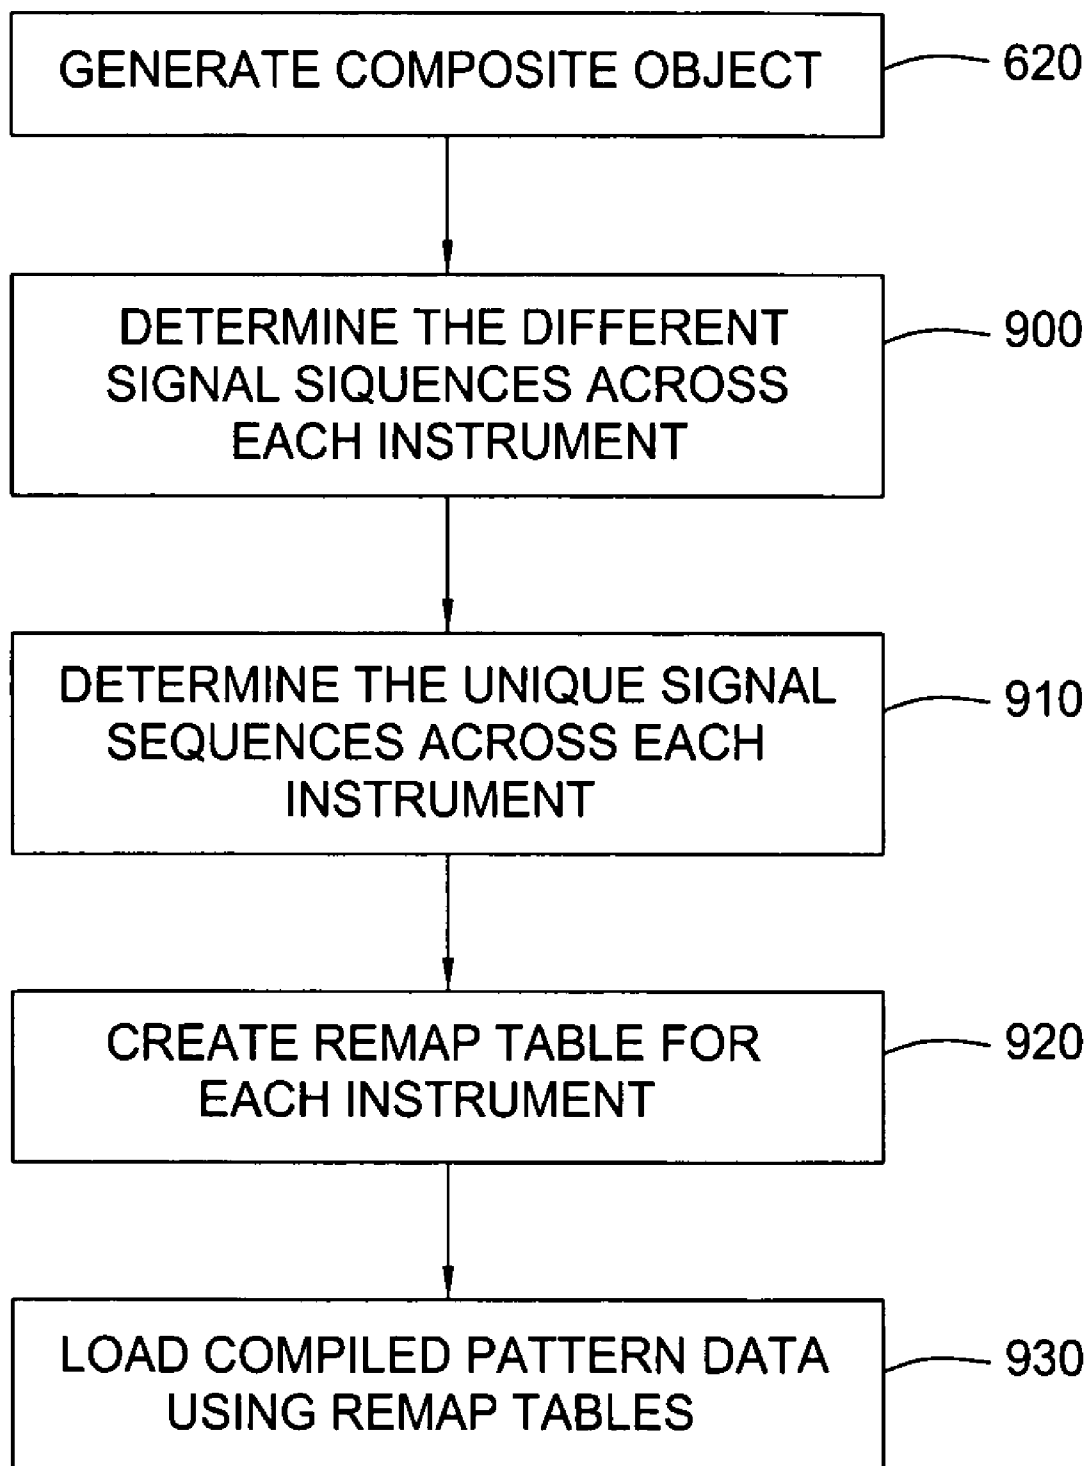 GENERATE COMPOSITE OBJECT
620
DETERMINE THE DIFFERENT
SIGNAL SIQUENCES ACROSS
EACH INSTRUMENT
900
DETERMINE THE UNIQUE SIGNAL
SEQUENCES ACROSS EACH
INSTRUMENT
910
CREATE REMAP TABLE FOR
EACH INSTRUMENT
920
LOAD COMPILED PATTERN DATA
USING REMAP TABLES
930